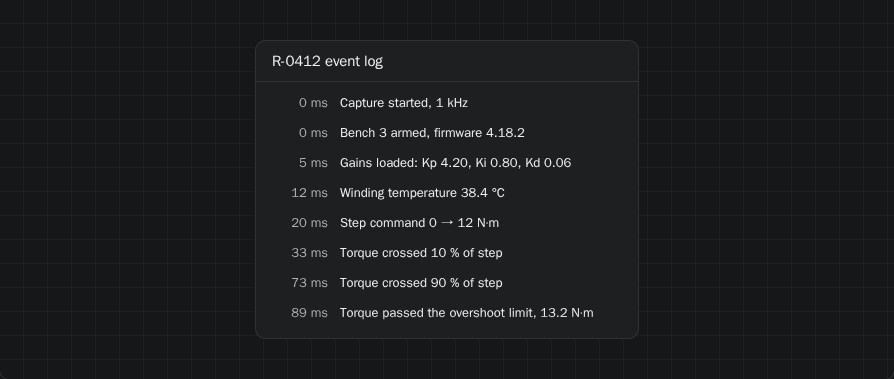 R-0412 event log
0 ms Capture started, 1 kHz
0 ms Bench 3 armed, firmware 4.18.2
5 ms Gains loaded: Kp 4.20, Ki 0.80, Kd 0.06
12 ms Winding temperature 38.4 °C
20 ms Step command 0 → 12 N·m
33 ms Torque crossed 10 % of step
73 ms Torque crossed 90 % of step
89 ms Torque passed the overshoot limit, 13.2 N·m